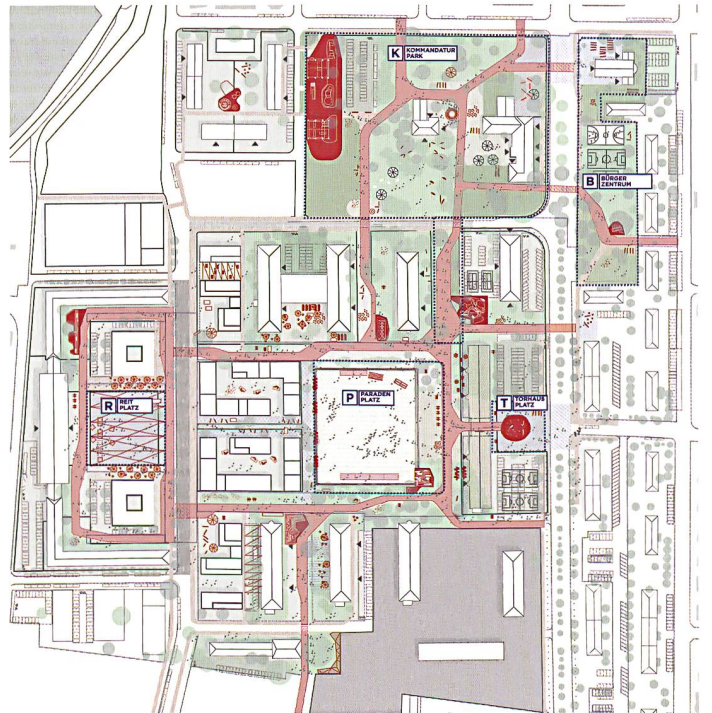 K
KOMMANDATUR
PARK
B
BÜRGER
ZENTRUM
R
REIT
PLATZ
P
PARADEN
PLATZ
T
TORHAUS
PLATZ